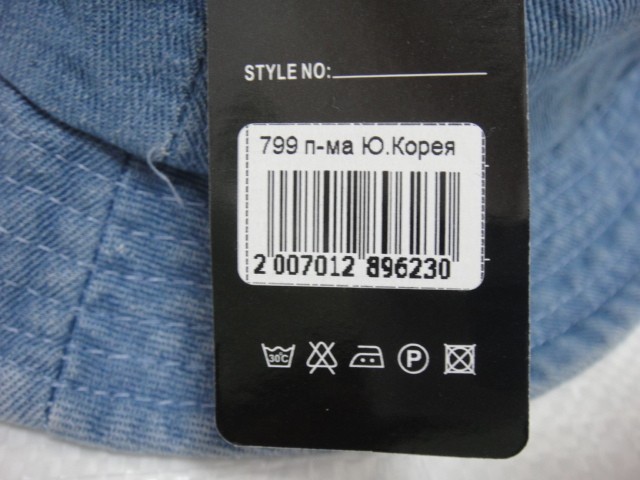 STYLE NO:
799 п-ма Ю.Корея
2 007012 896230
30°C
P